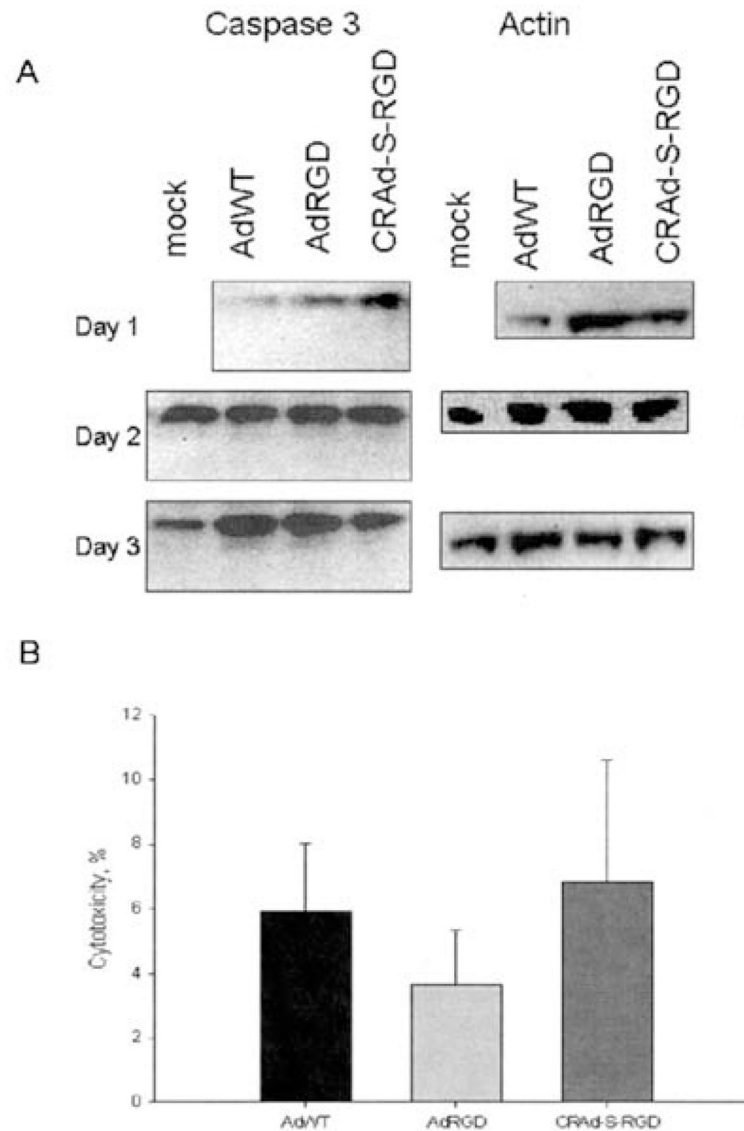 Caspase 3 Actin
A
mock AdWT AdRGD CRAd-S-RGD mock AdWT AdRGD CRAd-S-RGD
Day 1
Day 2
Day 3
B
12
10
8
6
4
2
0
Cytotoxicity, %
AdWT AdRGD CRAd-S-RGD